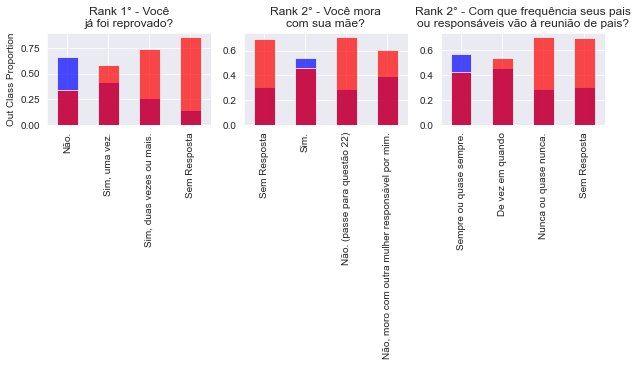 Rank 1° - Você
já foi reprovado?
Out Class Proportion
0.75
0.50
0.25
0.00
Não.
Sim, uma vez.
Sim, duas vezes ou mais.
Sem Resposta
Rank 2° - Você mora
com sua mãe?
0.6
0.4
0.2
0.0
Sem Resposta
Sim.
Não. (passe para questão 22)
Não, moro com outra mulher responsável por mim.
Rank 2° - Com que frequência seus pais
ou responsáveis vão à reunião de pais?
0.6
0.4
0.2
0.0
Sempre ou quase sempre.
De vez em quando
Nunca ou quase nunca.
Sem Resposta